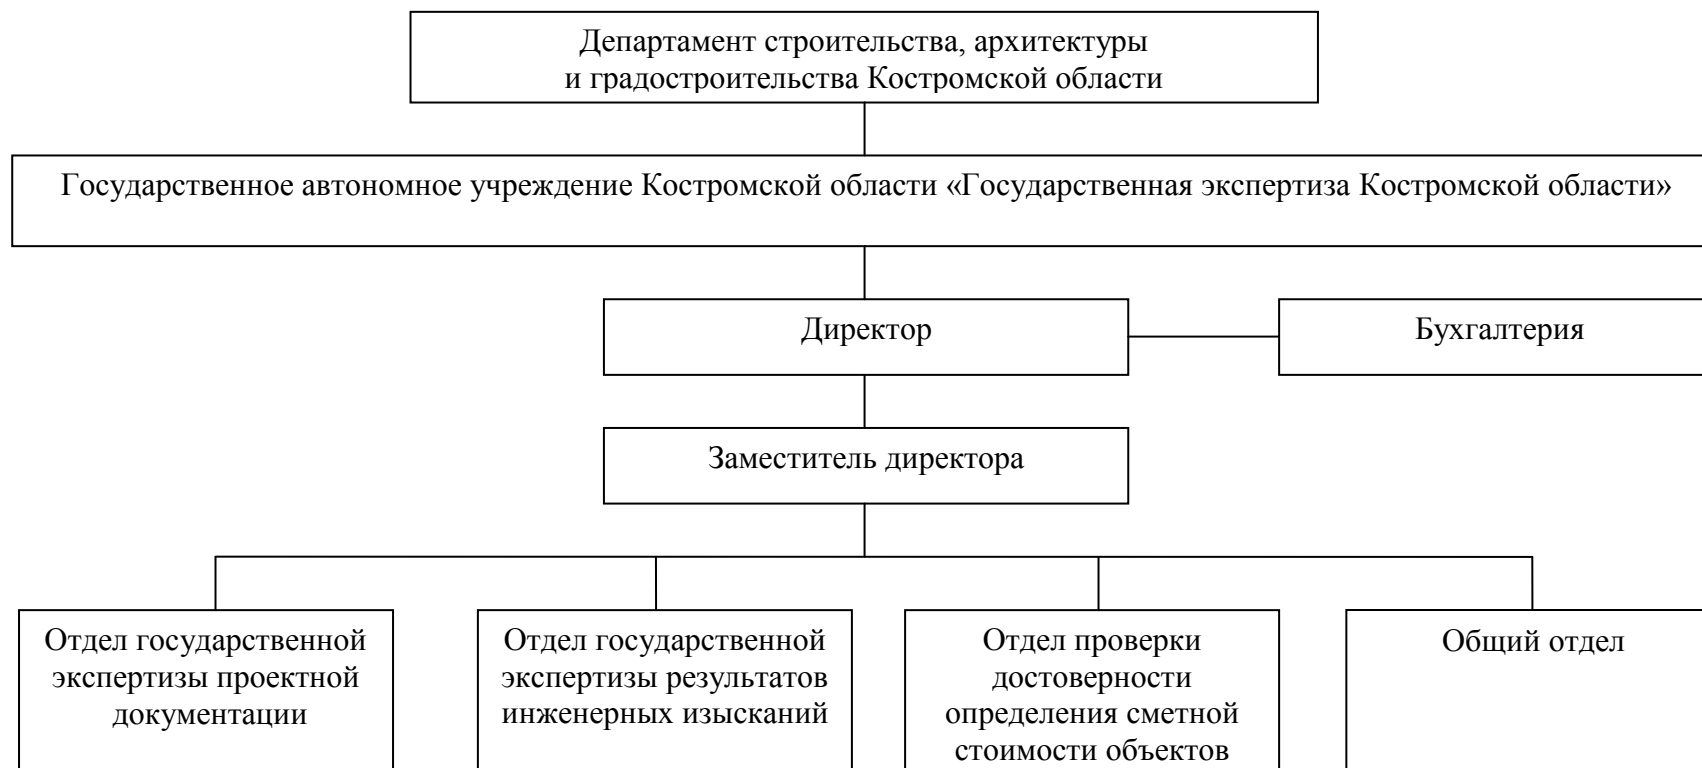 Департамент строительства, архитектуры
и градостроительства Костромской области
Государственное автономное учреждение Костромской области «Государственная экспертиза Костромской области»
Директор
Бухгалтерия
Заместитель директора
Отдел государственной
экспертизы проектной
документации
Отдел государственной
экспертизы результатов
инженерных изысканий
Отдел проверки
достоверности
определения сметной
стоимости объектов
Общий отдел